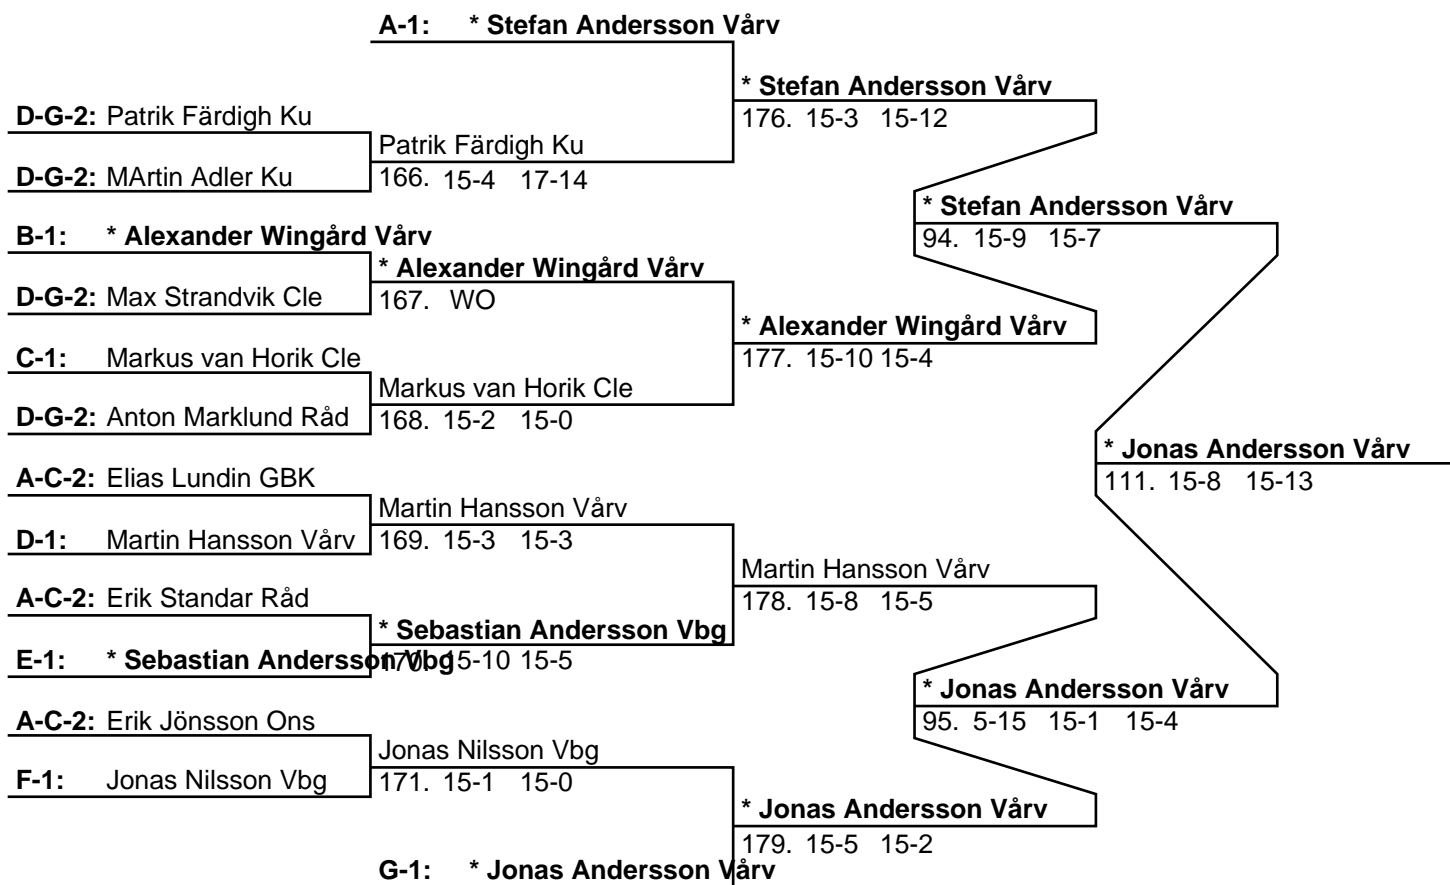 A-1: * Stefan Andersson Vårv
* Stefan Andersson Vårv
D-G-2: Patrik Färdigh Ku
176. 15-3 15-12
Patrik Färdigh Ku
D-G-2: MArtin Adler Ku
166. 15-4 17-14
* Stefan Andersson Vårv
B-1: * Alexander Wingård Vårv
94. 15-9 15-7
* Alexander Wingård Vårv
D-G-2: Max Strandvik Cle
167. WO
* Alexander Wingård Vårv
C-1: Markus van Horik Cle
177. 15-10 15-4
Markus van Horik Cle
D-G-2: Anton Marklund Råd
168. 15-2 15-0
* Jonas Andersson Vårv
A-C-2: Elias Lundin GBK
111. 15-8 15-13
Martin Hansson Vårv
D-1: Martin Hansson Vårv
169. 15-3 15-3
Martin Hansson Vårv
A-C-2: Erik Standar Råd
178. 15-8 15-5
* Sebastian Andersson Vbg
E-1: * Sebastian Andersson Vbg
170. 15-10 15-5
* Jonas Andersson Vårv
A-C-2: Erik Jönsson Ons
95. 5-15 15-1 15-4
Jonas Nilsson Vbg
F-1: Jonas Nilsson Vbg
171. 15-1 15-0
* Jonas Andersson Vårv
179. 15-5 15-2
G-1: * Jonas Andersson Vårv